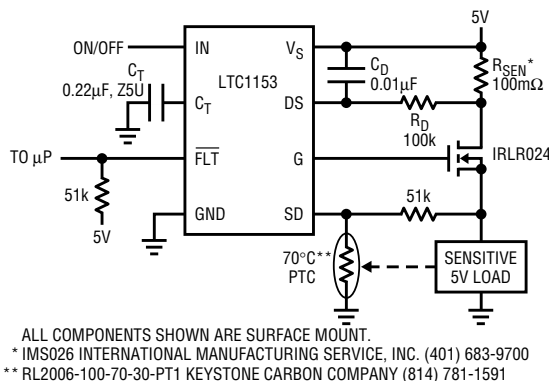 5V
ON/OFF
IN
VS
CT
0.22µF, Z5U
CD
0.01µF
RSEN*
100mΩ
LTC1153
CT
DS
RD
100k
TO µP
FLT
G
IRLR024
51k
51k
GND
SD
5V
70°C**
PTC
SENSITIVE
5V LOAD
ALL COMPONENTS SHOWN ARE SURFACE MOUNT.
* IMS026 INTERNATIONAL MANUFACTURING SERVICE, INC. (401) 683-9700
** RL2006-100-70-30-PT1 KEYSTONE CARBON COMPANY (814) 781-1591